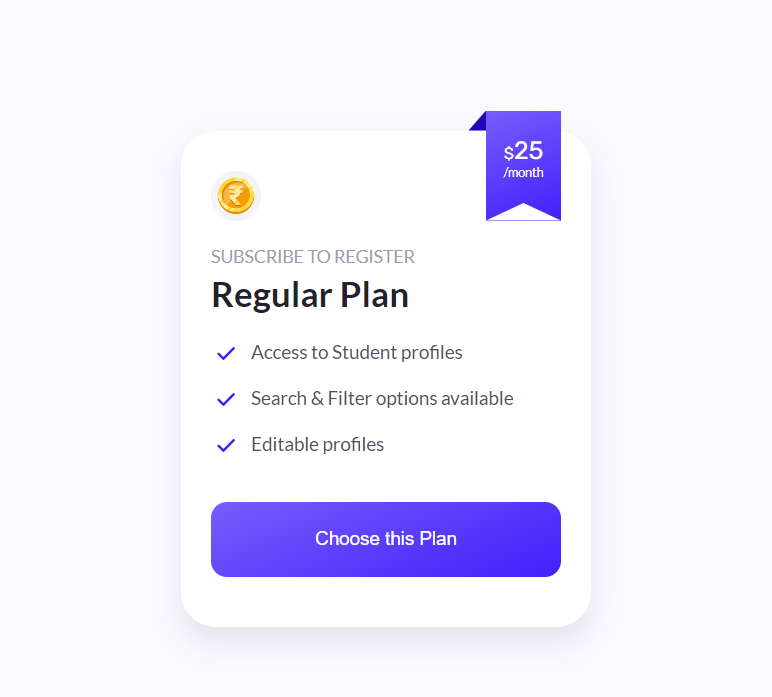 $25
/month
₹
SUBSCRIBE TO REGISTER
Regular Plan
Access to Student profiles
Search & Filter options available
Editable profiles
Choose this Plan